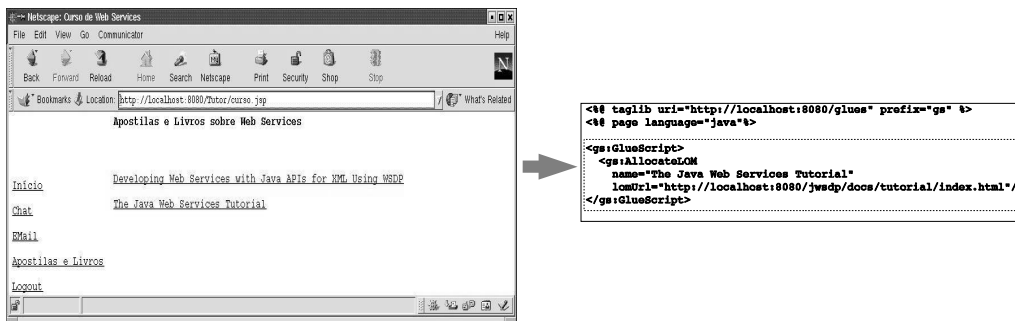 Netscape: Curso de Web Services
File Edit View Go Communicator Help
Back Forward Reload Home Search Netscape Print Security Shop Stop
N
Bookmarks Location: http://localhost:8080/Tutor/curso.jsp What's Related
Apostilas e Livros sobre Web Services
Developing Web Services with Java APIs for XML Using WSDP
Início
The Java Web Services Tutorial
Chat
EMail
Apostilas e Livros
Logout
<%@ taglib uri="http://localhost:8080/glues" prefix="gs" %>
<%@ page language="java"%>
<gs:GlueScript>
<gs:AllocateLOM
name="The Java Web Services Tutorial"
lomUrl="http://localhost:8080/jwsdp/docs/tutorial/index.html"/
</gs:GlueScript>